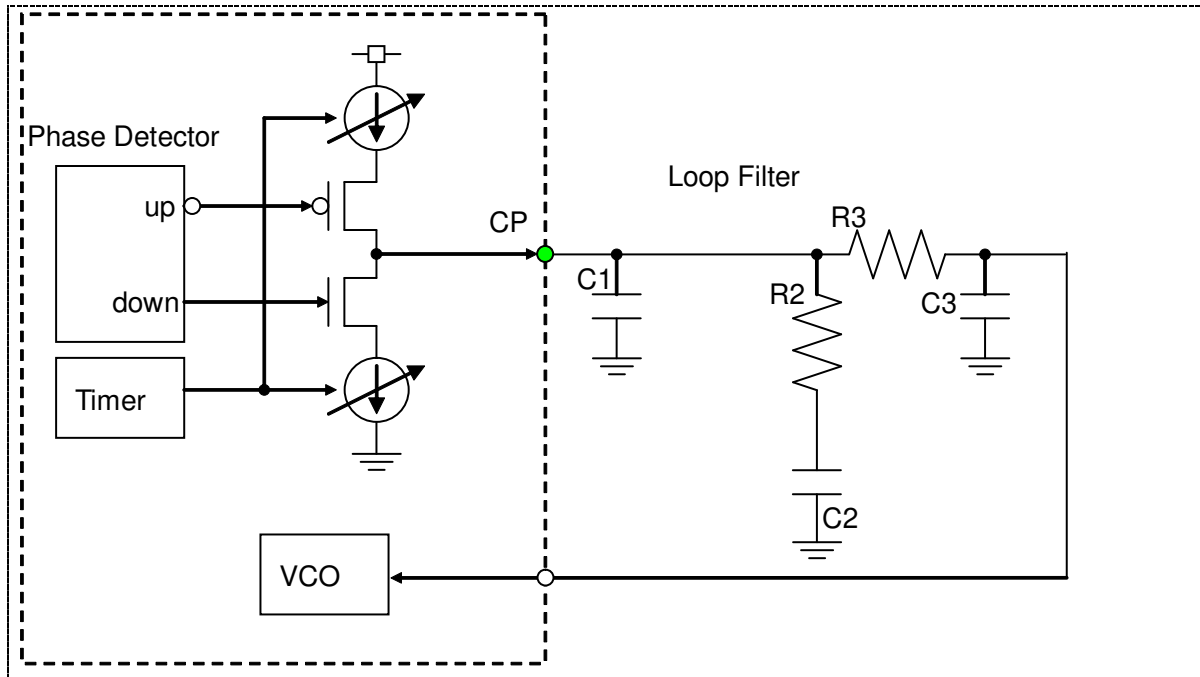 Phase Detector
up
down
Timer
VCO
CP
Loop Filter
C1
R2
R3
C3
C2